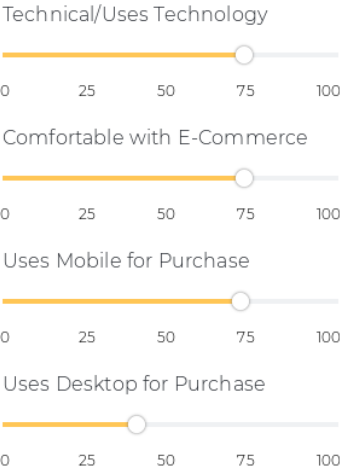 Technical/Uses Technology
0 25 50 75 100
Comfortable with E-Commerce
0 25 50 75 100
Uses Mobile for Purchase
0 25 50 75 100
Uses Desktop for Purchase
0 25 50 75 100